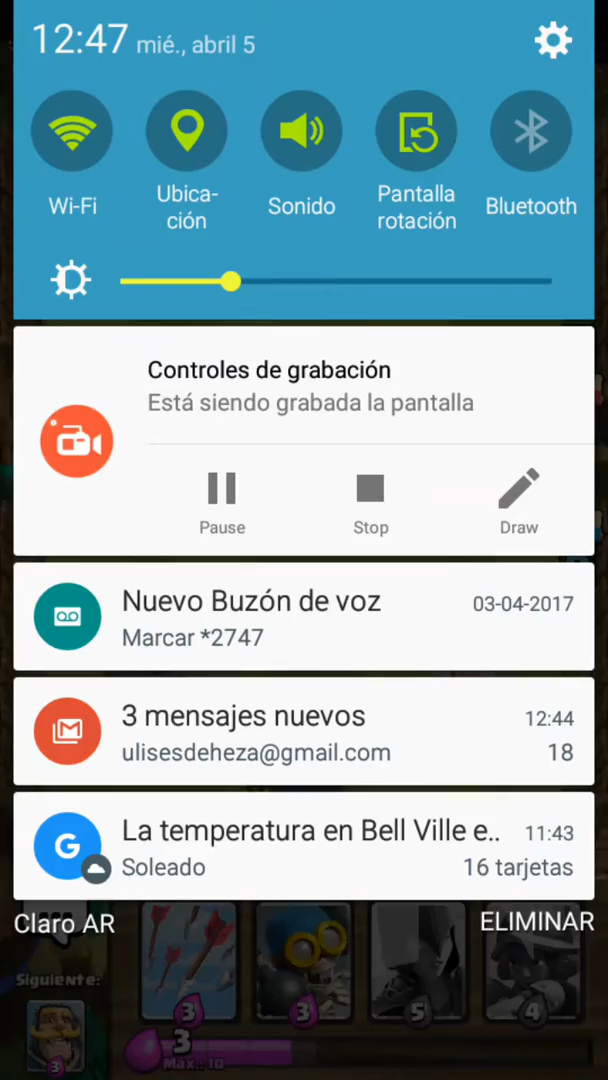 12:47 mié., abril 5
Wi-Fi
Ubica-
ción
Sonido
Pantalla
rotación
Bluetooth
Controles de grabación
Está siendo grabada la pantalla
Pause
Stop
Draw
Nuevo Buzón de voz 03-04-2017
Marcar *2747
3 mensajes nuevos 12:44
ulisesdeheza@gmail.com 18
G
La temperatura en Bell Ville e.. 11:43
Soleado 16 tarjetas
Claro AR ELIMINAR
Siguiente:
3 3 5 4
3
3
Máx.: 10